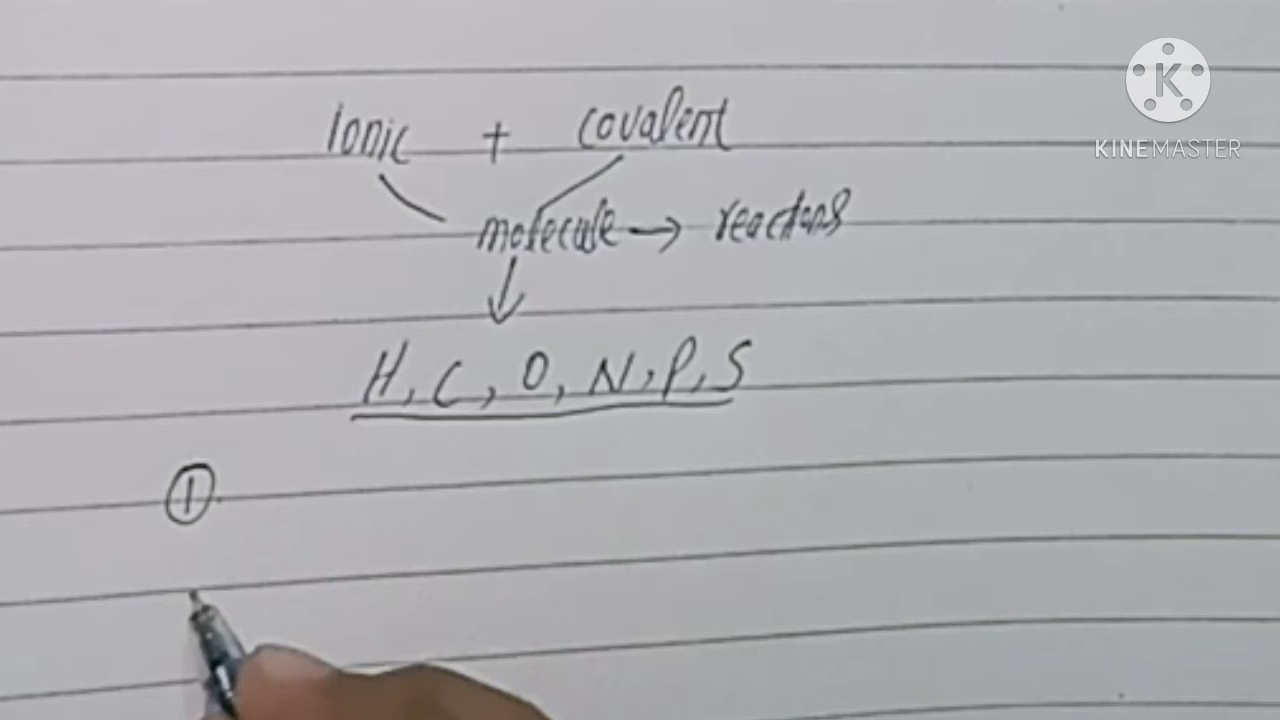 K
KINEMASTER
Ionic + covalent
molecule → reactions
H, C, O, N, P, S
①